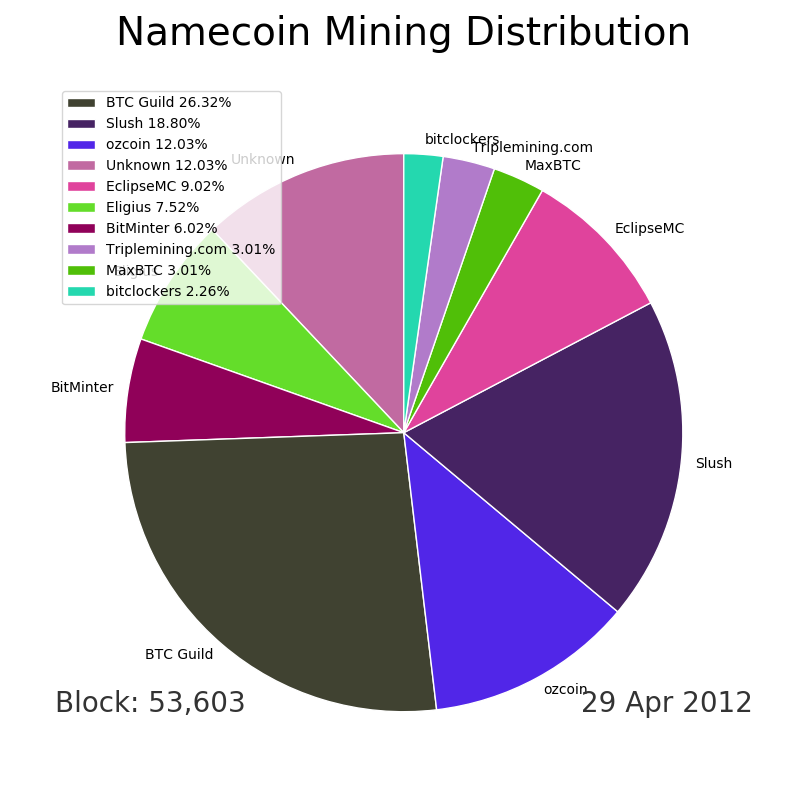 Namecoin Mining Distribution
BTC Guild 26.32%
Slush 18.80%
ozcoin 12.03%
Unknown 12.03%
EclipseMC 9.02%
Eligius 7.52%
BitMinter 6.02%
Triplemining.com 3.01%
MaxBTC 3.01%
bitclockers 2.26%
bitclockers
Triplemining.com
MaxBTC
Unknown
EclipseMC
Eligius
BitMinter
Slush
BTC Guild
ozcoin
Block: 53,603
29 Apr 2012